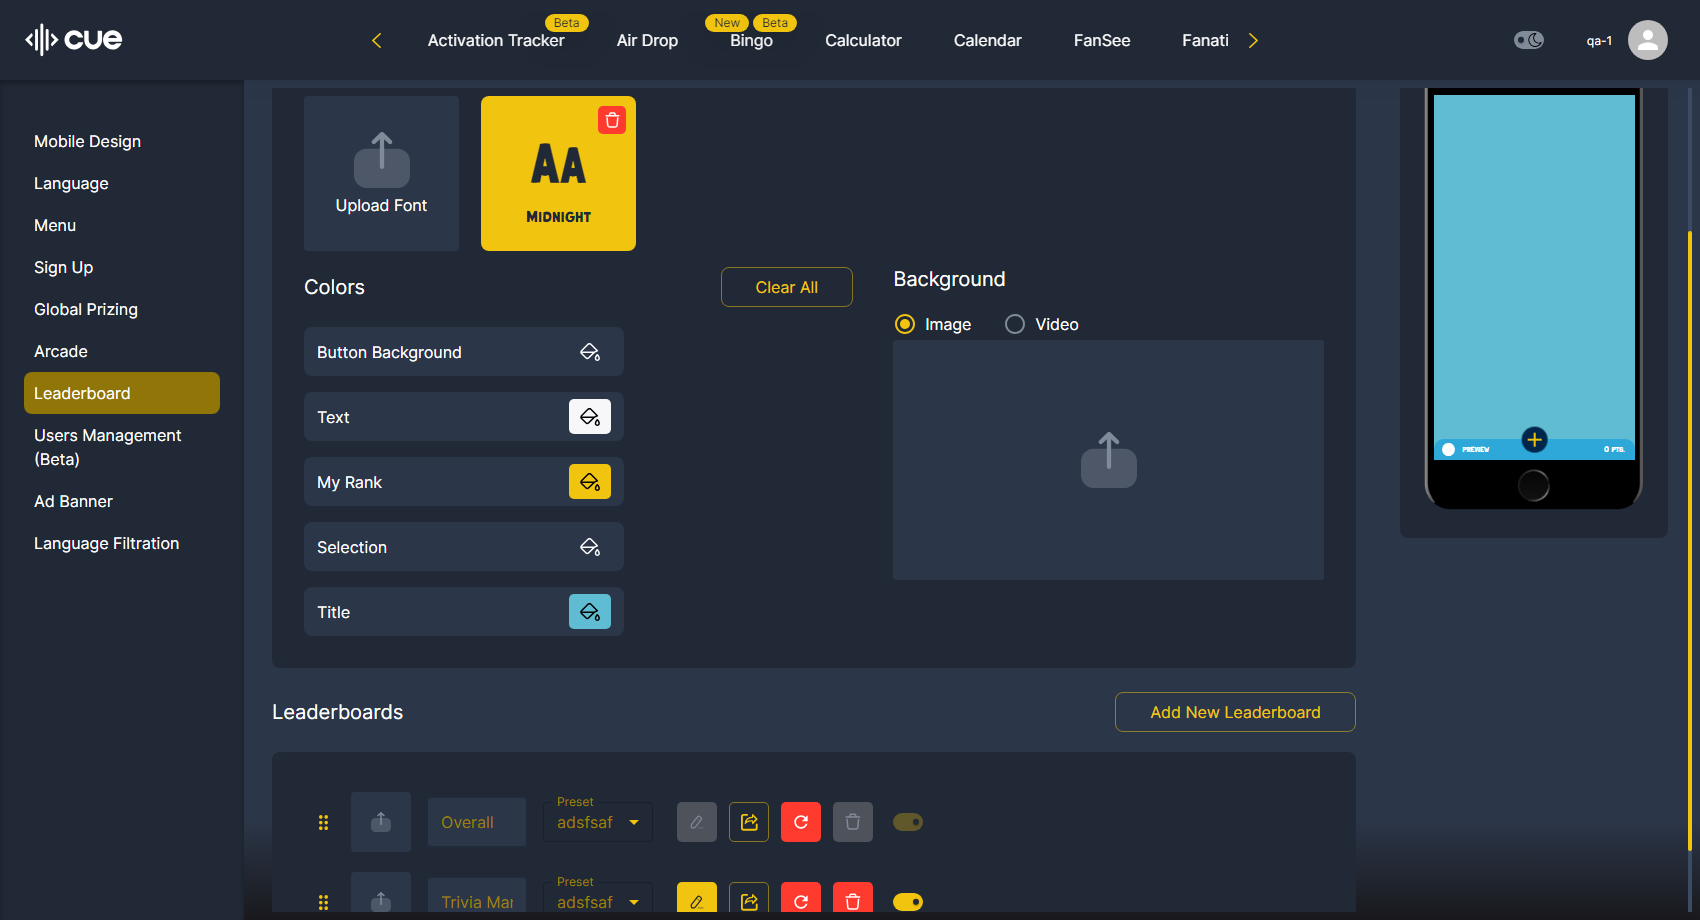 cue
Activation Tracker
Beta
Air Drop
New
Beta
Bingo
Calculator
Calendar
FanSee
Fanati
qa-1
Mobile Design
Language
Menu
Sign Up
Global Prizing
Arcade
Leaderboard
Users Management
(Beta)
Ad Banner
Language Filtration
Upload Font
AA
MIDNIGHT
Colors
Clear All
Button Background
Text
My Rank
Selection
Title
Background
Image
Video
PREVIEW
0 PTS.
Leaderboards
Add New Leaderboard
Overall
Preset
adsfsaf
Trivia Mar
Preset
adsfsaf